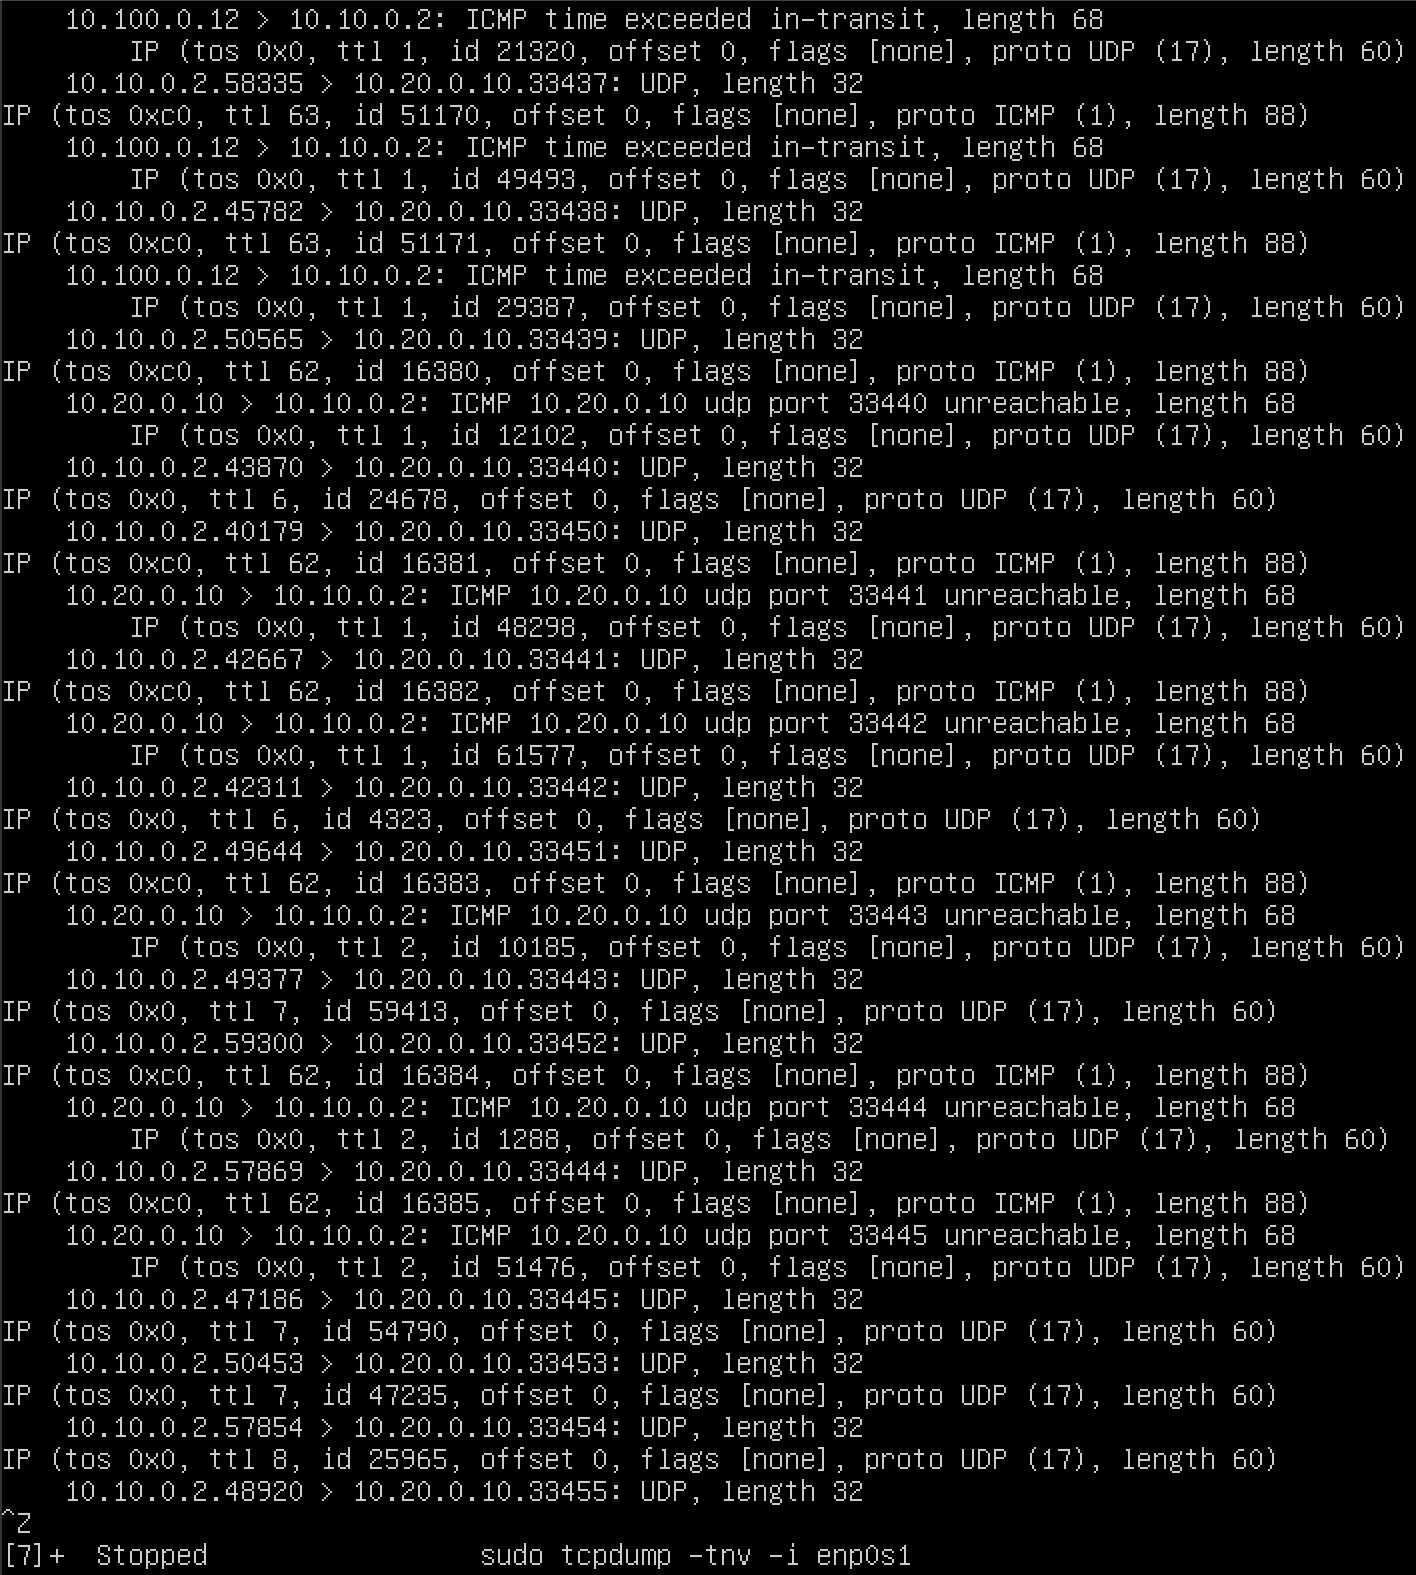 10.100.0.12 > 10.10.0.2: ICMP time exceeded in-transit, length 68
IP (tos 0x0, ttl 1, id 21320, offset 0, flags [none], proto UDP (17), length 60)
10.10.0.2.58335 > 10.20.0.10.33437: UDP, length 32
IP (tos 0xc0, ttl 63, id 51170, offset 0, flags [none], proto ICMP (1), length 88)
10.100.0.12 > 10.10.0.2: ICMP time exceeded in-transit, length 68
IP (tos 0x0, ttl 1, id 49493, offset 0, flags [none], proto UDP (17), length 60)
10.10.0.2.45782 > 10.20.0.10.33438: UDP, length 32
IP (tos 0xc0, ttl 63, id 51171, offset 0, flags [none], proto ICMP (1), length 88)
10.100.0.12 > 10.10.0.2: ICMP time exceeded in-transit, length 68
IP (tos 0x0, ttl 1, id 29387, offset 0, flags [none], proto UDP (17), length 60)
10.10.0.2.50565 > 10.20.0.10.33439: UDP, length 32
IP (tos 0xc0, ttl 62, id 16380, offset 0, flags [none], proto ICMP (1), length 88)
10.20.0.10 > 10.10.0.2: ICMP 10.20.0.10 udp port 33440 unreachable, length 68
IP (tos 0x0, ttl 1, id 12102, offset 0, flags [none], proto UDP (17), length 60)
10.10.0.2.43870 > 10.20.0.10.33440: UDP, length 32
IP (tos 0x0, ttl 6, id 24678, offset 0, flags [none], proto UDP (17), length 60)
10.10.0.2.40179 > 10.20.0.10.33450: UDP, length 32
IP (tos 0xc0, ttl 62, id 16381, offset 0, flags [none], proto ICMP (1), length 88)
10.20.0.10 > 10.10.0.2: ICMP 10.20.0.10 udp port 33441 unreachable, length 68
IP (tos 0x0, ttl 1, id 48298, offset 0, flags [none], proto UDP (17), length 60)
10.10.0.2.42667 > 10.20.0.10.33441: UDP, length 32
IP (tos 0xc0, ttl 62, id 16382, offset 0, flags [none], proto ICMP (1), length 88)
10.20.0.10 > 10.10.0.2: ICMP 10.20.0.10 udp port 33442 unreachable, length 68
IP (tos 0x0, ttl 1, id 61577, offset 0, flags [none], proto UDP (17), length 60)
10.10.0.2.42311 > 10.20.0.10.33442: UDP, length 32
IP (tos 0x0, ttl 6, id 4323, offset 0, flags [none], proto UDP (17), length 60)
10.10.0.2.49644 > 10.20.0.10.33451: UDP, length 32
IP (tos 0xc0, ttl 62, id 16383, offset 0, flags [none], proto ICMP (1), length 88)
10.20.0.10 > 10.10.0.2: ICMP 10.20.0.10 udp port 33443 unreachable, length 68
IP (tos 0x0, ttl 2, id 10185, offset 0, flags [none], proto UDP (17), length 60)
10.10.0.2.49377 > 10.20.0.10.33443: UDP, length 32
IP (tos 0x0, ttl 7, id 59413, offset 0, flags [none], proto UDP (17), length 60)
10.10.0.2.59300 > 10.20.0.10.33452: UDP, length 32
IP (tos 0xc0, ttl 62, id 16384, offset 0, flags [none], proto ICMP (1), length 88)
10.20.0.10 > 10.10.0.2: ICMP 10.20.0.10 udp port 33444 unreachable, length 68
IP (tos 0x0, ttl 2, id 1288, offset 0, flags [none], proto UDP (17), length 60)
10.10.0.2.57869 > 10.20.0.10.33444: UDP, length 32
IP (tos 0xc0, ttl 62, id 16385, offset 0, flags [none], proto ICMP (1), length 88)
10.20.0.10 > 10.10.0.2: ICMP 10.20.0.10 udp port 33445 unreachable, length 68
IP (tos 0x0, ttl 2, id 51476, offset 0, flags [none], proto UDP (17), length 60)
10.10.0.2.47186 > 10.20.0.10.33445: UDP, length 32
IP (tos 0x0, ttl 7, id 54790, offset 0, flags [none], proto UDP (17), length 60)
10.10.0.2.50453 > 10.20.0.10.33453: UDP, length 32
IP (tos 0x0, ttl 7, id 47235, offset 0, flags [none], proto UDP (17), length 60)
10.10.0.2.57854 > 10.20.0.10.33454: UDP, length 32
IP (tos 0x0, ttl 8, id 25965, offset 0, flags [none], proto UDP (17), length 60)
10.10.0.2.48920 > 10.20.0.10.33455: UDP, length 32
^Z
[7]+  Stopped                 sudo tcpdump -tnv -i enp0s1